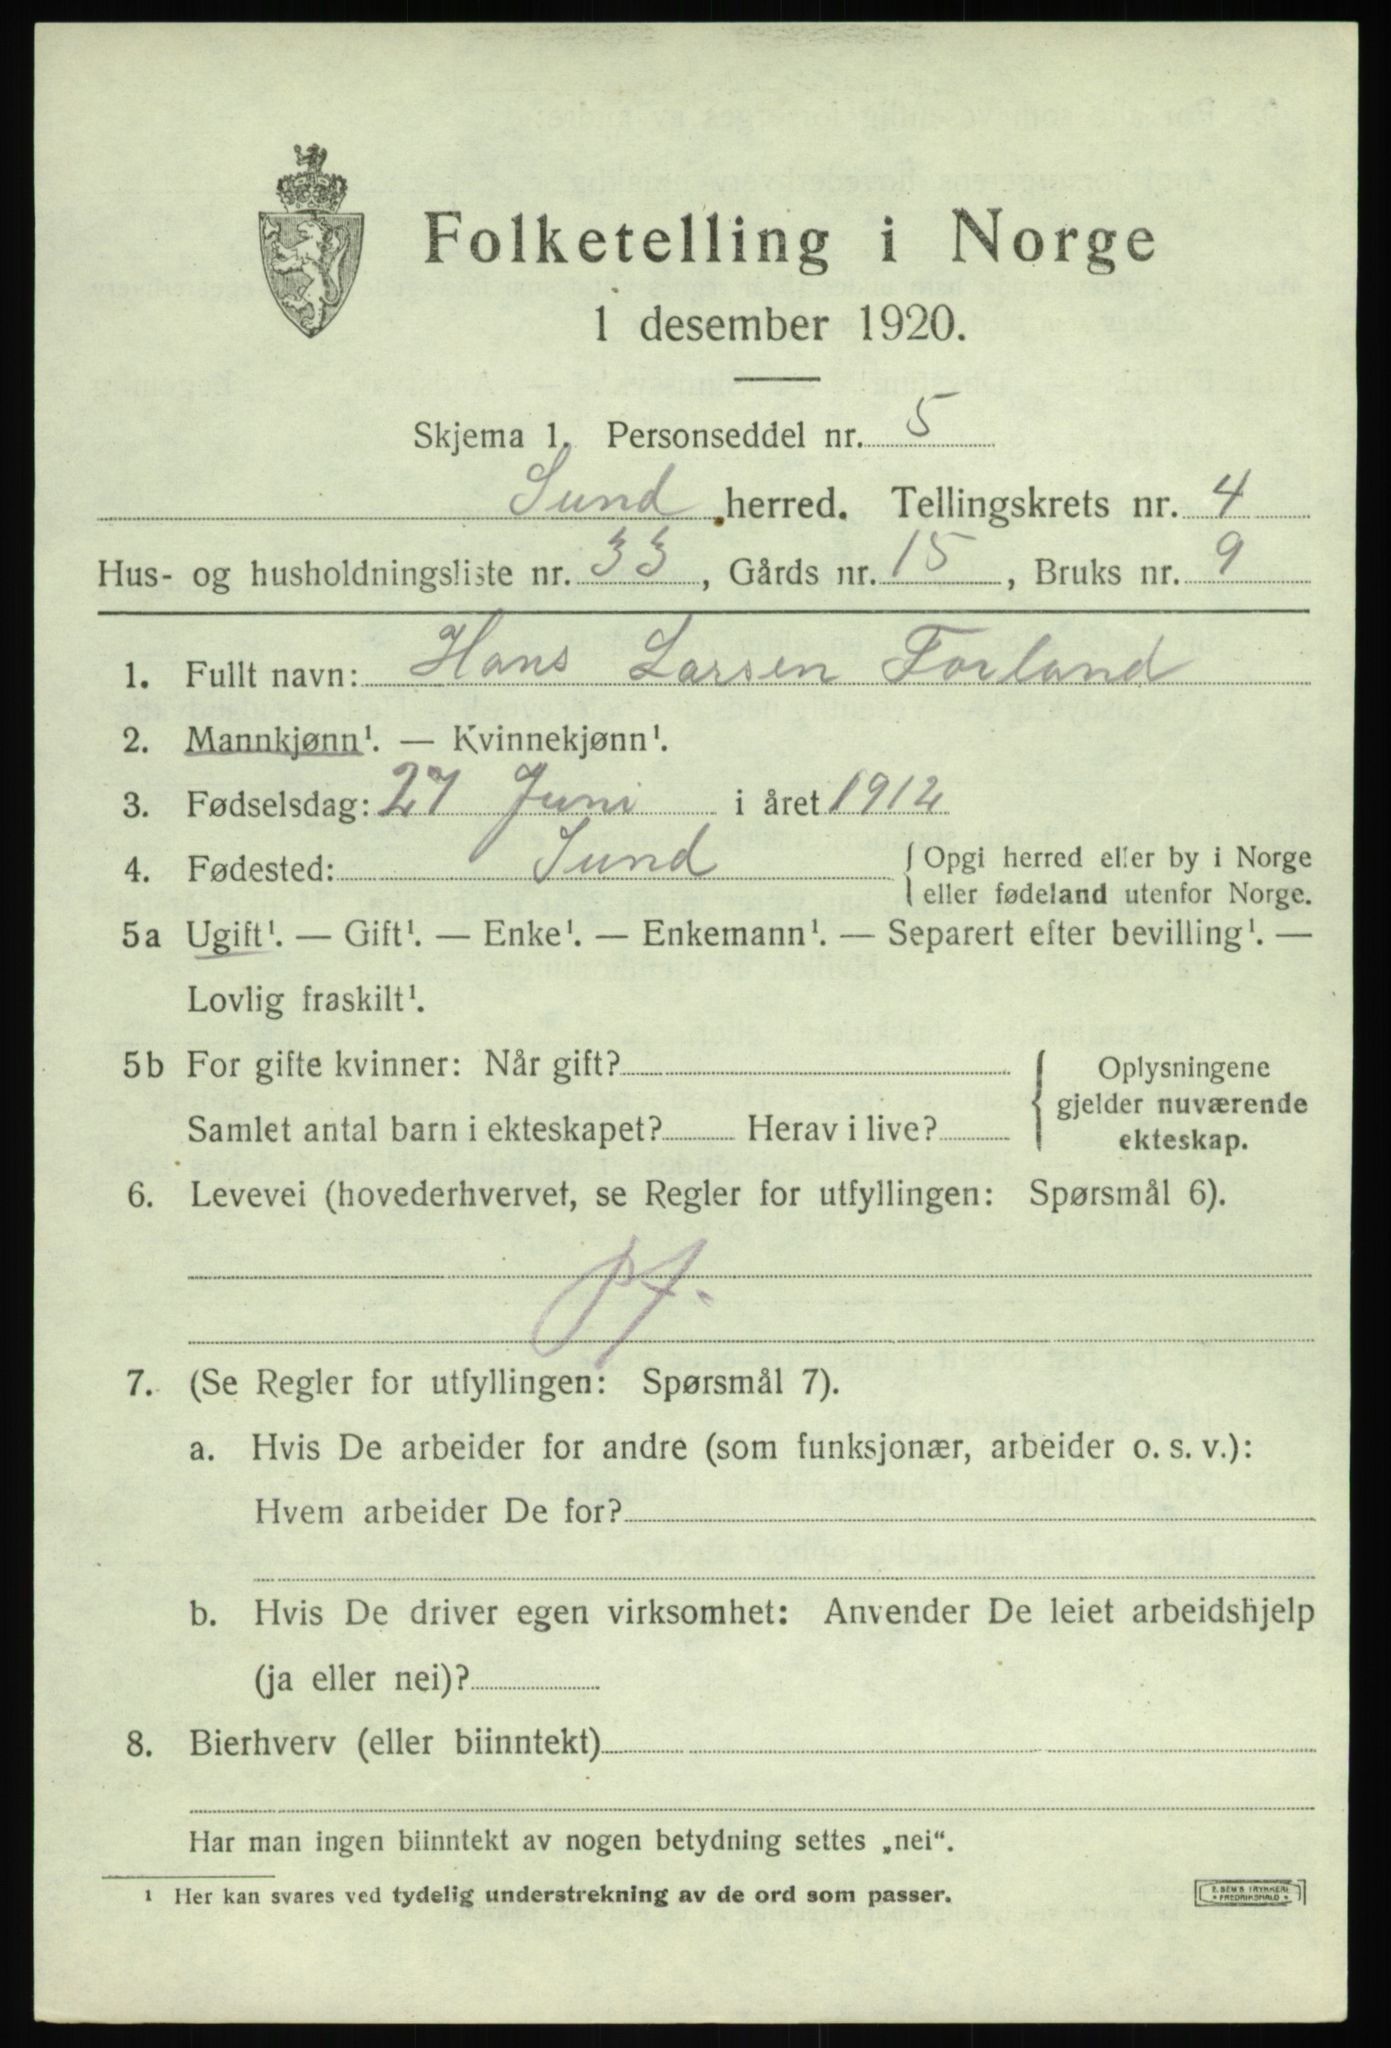 Folketelling i Norge
1 desember 1920.
Skjema 1. Personseddel nr. 5
Sund herred. Tellingskrets nr. 4
Hus- og husholdningsliste nr. 33, Gårds nr. 15, Bruks nr. 9
1. Fullt navn: Hans Larsen Forland
2. Mannkjønn¹. — Kvinnekjønn¹.
3. Fødselsdag: 27 Juni i året 1912
4. Fødested: Sund { Opgi herred eller by i Norge
eller fødeland utenfor Norge.
5a Ugift¹. — Gift¹. — Enke¹. — Enkemann¹. — Separert efter bevilling¹. —
Lovlig fraskilt¹.
5b For gifte kvinner: Når gift? { Oplysningene
gjelder nuværende
Samlet antal barn i ekteskapet? Herav i live? ekteskap.
6. Levevei (hovederhvervet, se Regler for utfyllingen: Spørsmål 6).
pf.
7. (Se Regler for utfyllingen: Spørsmål 7).
a. Hvis De arbeider for andre (som funksjonær, arbeider o. s. v.):
Hvem arbeider De for?
b. Hvis De driver egen virksomhet: Anvender De leiet arbeidshjelp
(ja eller nei)?
8. Bierhverv (eller biinntekt)
Har man ingen biinntekt av nogen betydning settes „nei“.
¹ Her kan svares ved tydelig understrekning av de ord som passer.
FREDRIKSHALD